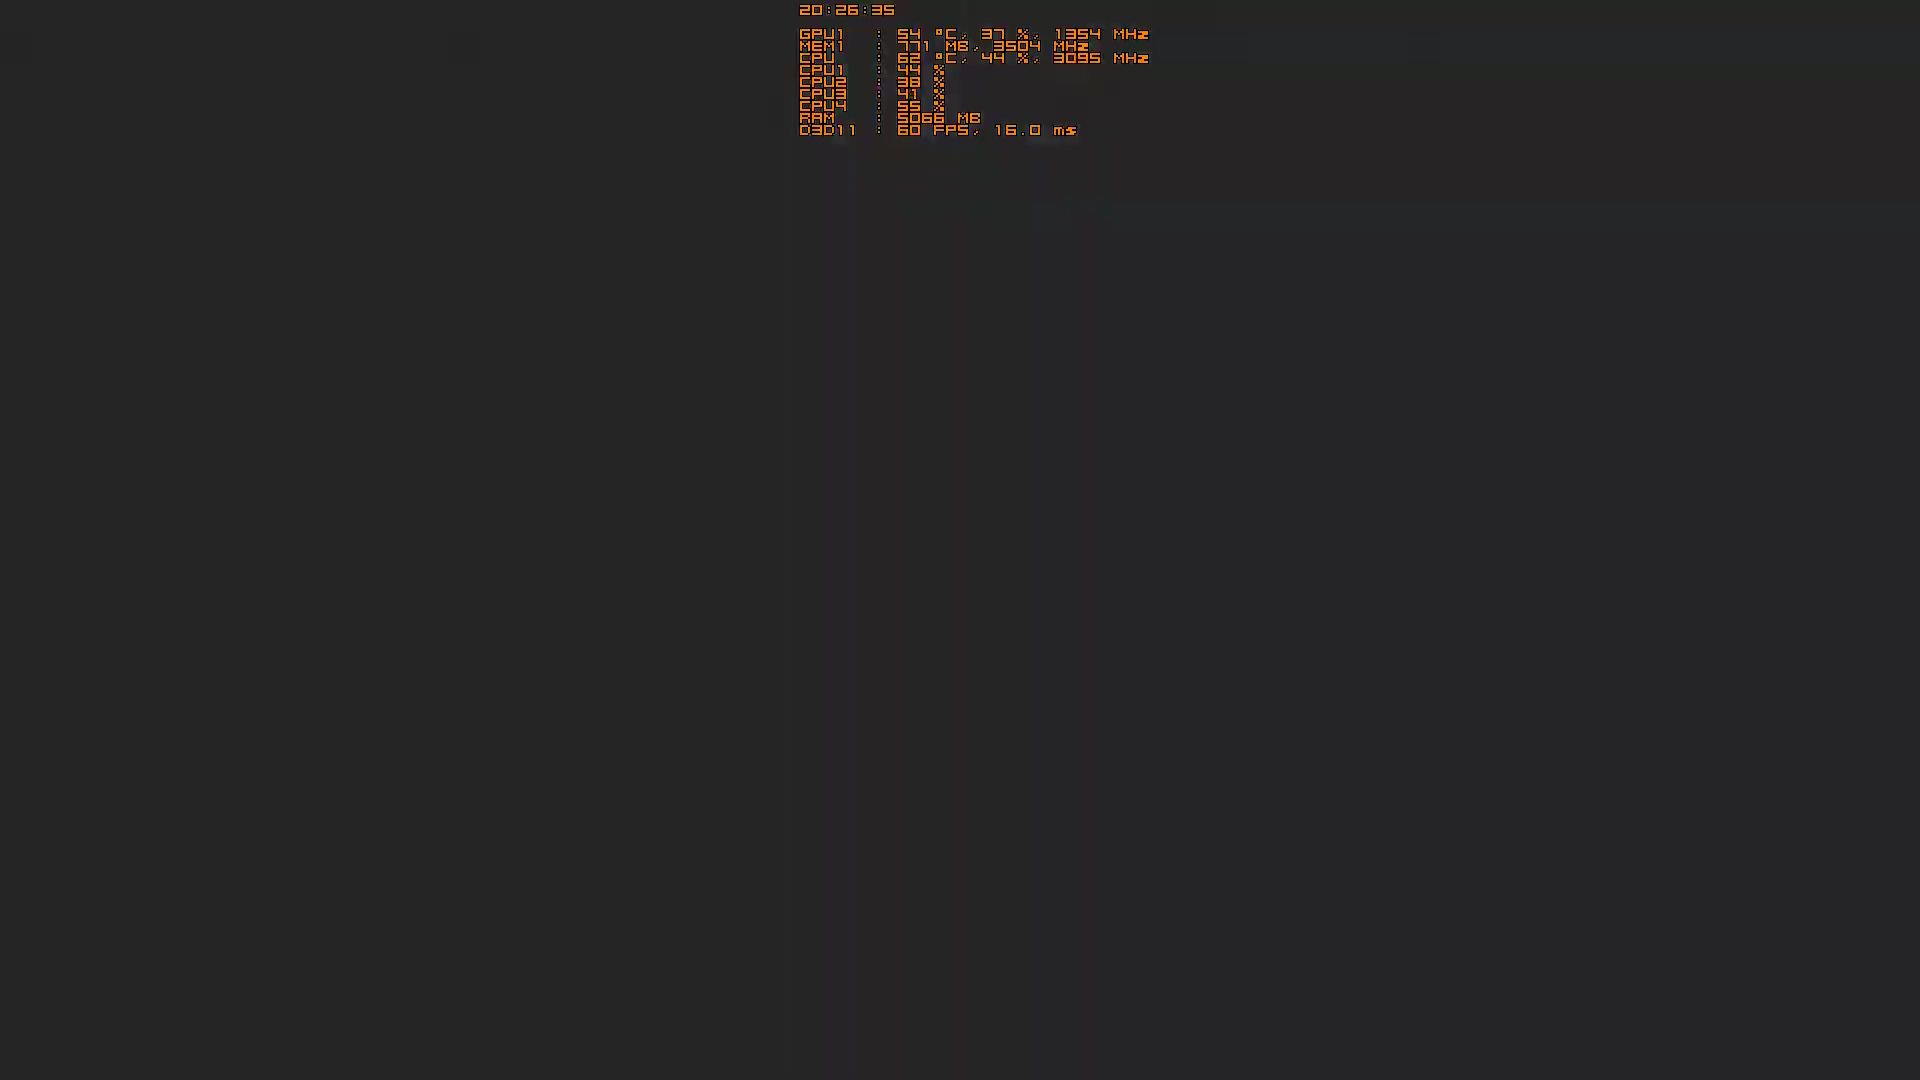 20:26:35
GPU1 : 54 °C, 37 %, 1354 MHz
MEM1 : 771 MB, 3504 MHz
CPU : 62 °C, 44 %, 3095 MHz
CPU1 : 44 %
CPU2 : 38 %
CPU3 : 41 %
CPU4 : 55 %
RAM : 5066 MB
D3D11 : 60 FPS, 16.0 ms